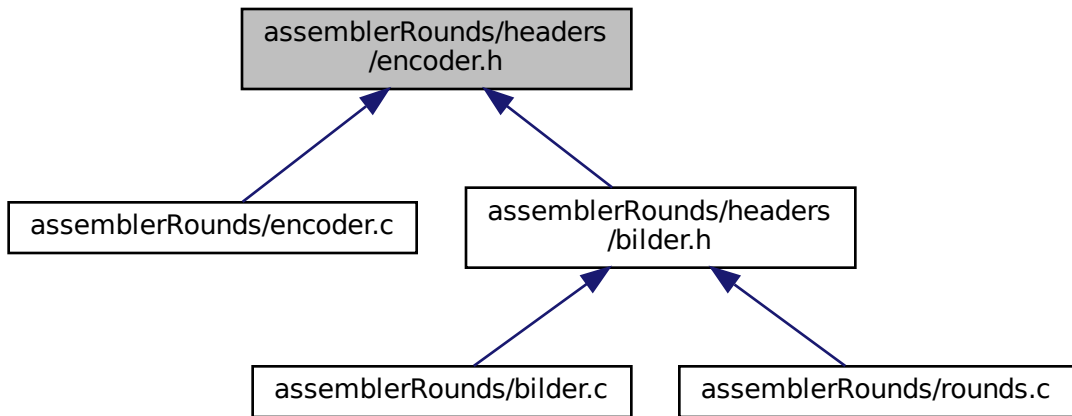 assemblerRounds/headers
/encoder.h
assemblerRounds/encoder.c
assemblerRounds/headers
/bilder.h
assemblerRounds/bilder.c
assemblerRounds/rounds.c